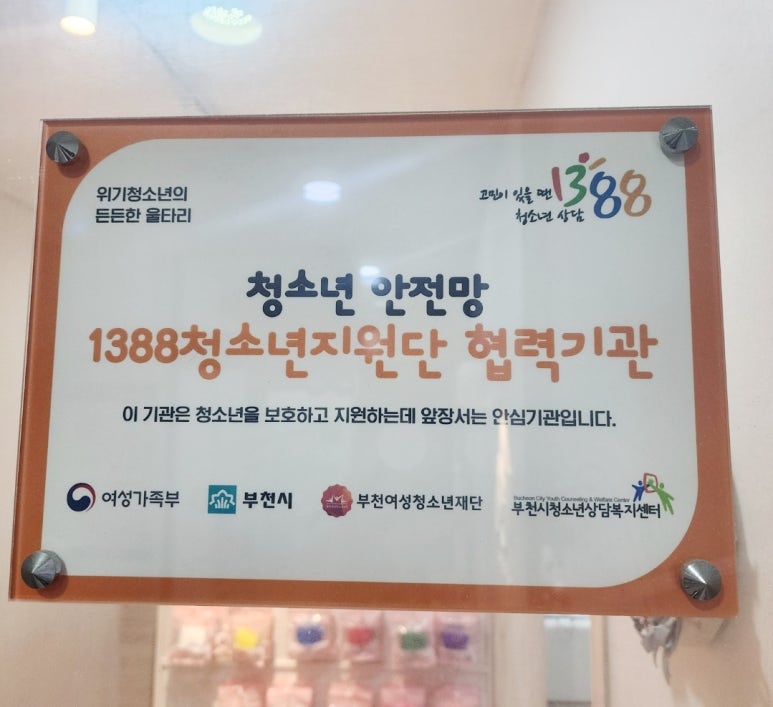 위기청소년의
든든한 울타리
고민이 있을 땐 1388
청소년 상담
청소년 안전망
1388청소년지원단 협력기관
이 기관은 청소년을 보호하고 지원하는데 앞장서는 안심기관입니다.
여성가족부
부천시
부천여성청소년재단
Bucheon City Youth Counseling & Welfare Center
부천시청소년상담복지센터